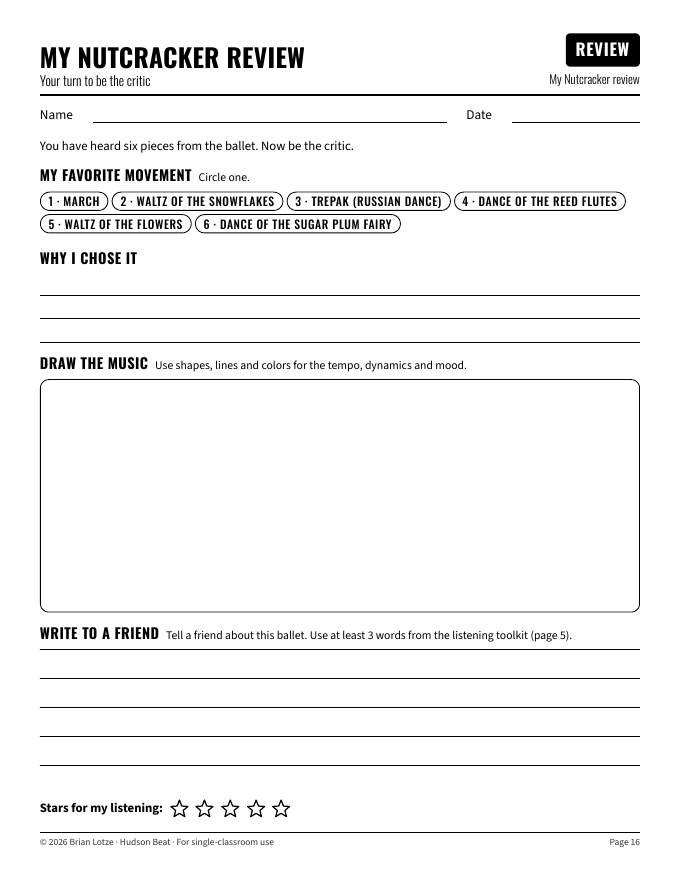 MY NUTCRACKER REVIEW
REVIEW
Your turn to be the critic
My Nutcracker review
Name Date
You have heard six pieces from the ballet. Now be the critic.
MY FAVORITE MOVEMENT Circle one.
1 · MARCH 2 · WALTZ OF THE SNOWFLAKES 3 · TREPAK (RUSSIAN DANCE) 4 · DANCE OF THE REED FLUTES
5 · WALTZ OF THE FLOWERS 6 · DANCE OF THE SUGAR PLUM FAIRY
WHY I CHOSE IT
DRAW THE MUSIC Use shapes, lines and colors for the tempo, dynamics and mood.
WRITE TO A FRIEND Tell a friend about this ballet. Use at least 3 words from the listening toolkit (page 5).
Stars for my listening:
© 2026 Brian Lotze · Hudson Beat · For single-classroom use Page 16